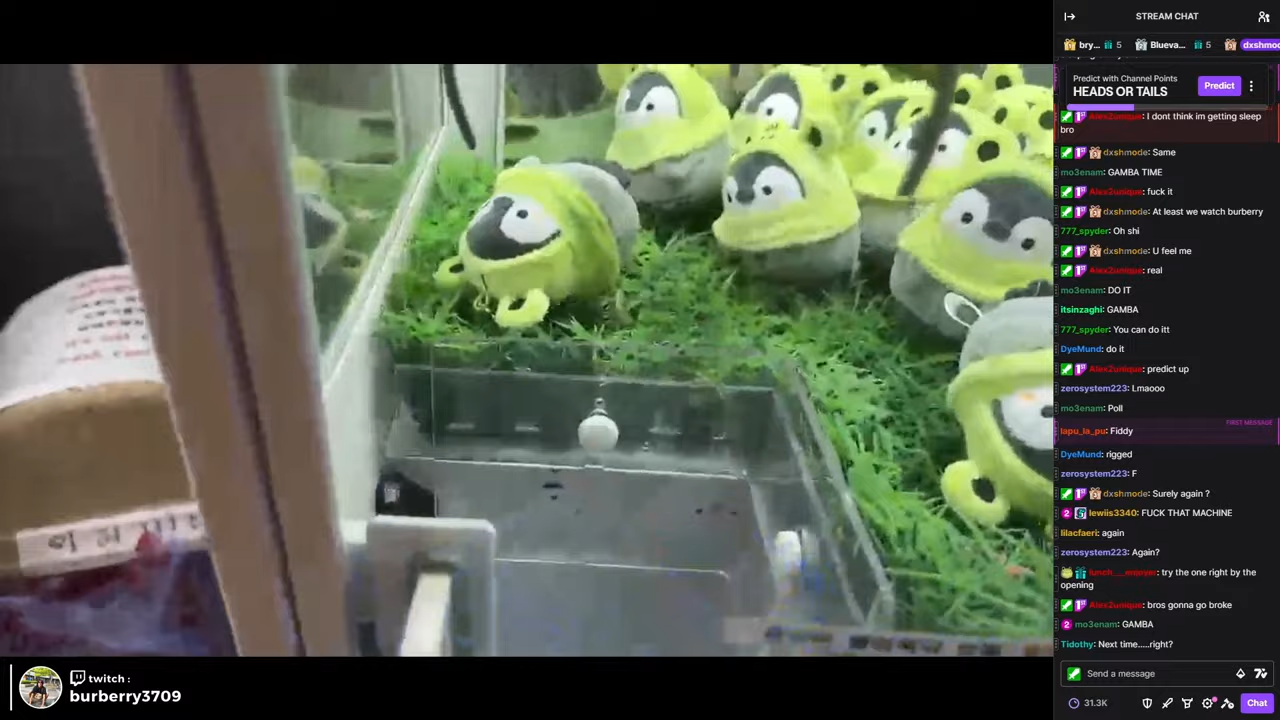 STREAM CHAT
bry... 5 Blueva... 5 dxshmod
Predict with Channel Points
HEADS OR TAILS
Predict
Alex2unique: I dont think im getting sleep
bro
dxshmode: Same
mo3enam: GAMBA TIME
Alex2unique: fuck it
dxshmode: At least we watch burberry
777_spyder: Oh shi
dxshmode: U feel me
Alex2unique: real
mo3enam: DO IT
itsinzaghi: GAMBA
777_spyder: You can do itt
DyeMund: do it
Alex2unique: predict up
zerosystem223: Lmaooo
mo3enam: Poll
FIRST MESSAGE
lapu_la_pu: Fiddy
DyeMund: rigged
zerosystem223: F
dxshmode: Surely again ?
2 lewiis3340: FUCK THAT MACHINE
lilacfaeri: again
zerosystem223: Again?
try the one right by the
opening
Alex2unique: bros gonna go broke
2 mo3enam: GAMBA
Tidothy: Next time.....right?
Send a message
31.3K
Chat
twitch :
burberry3709